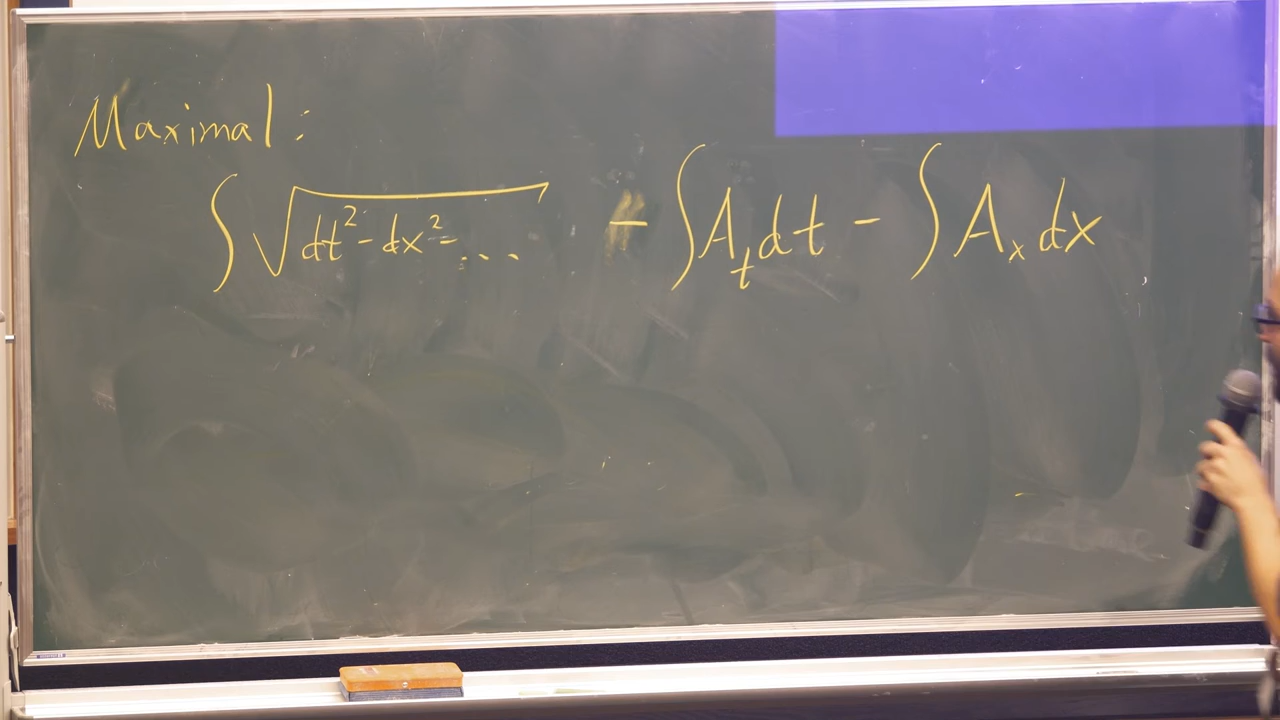 Maximal:
∫ √(dt² - dx² - ...) - ∫ A_t dt - ∫ A_x dx